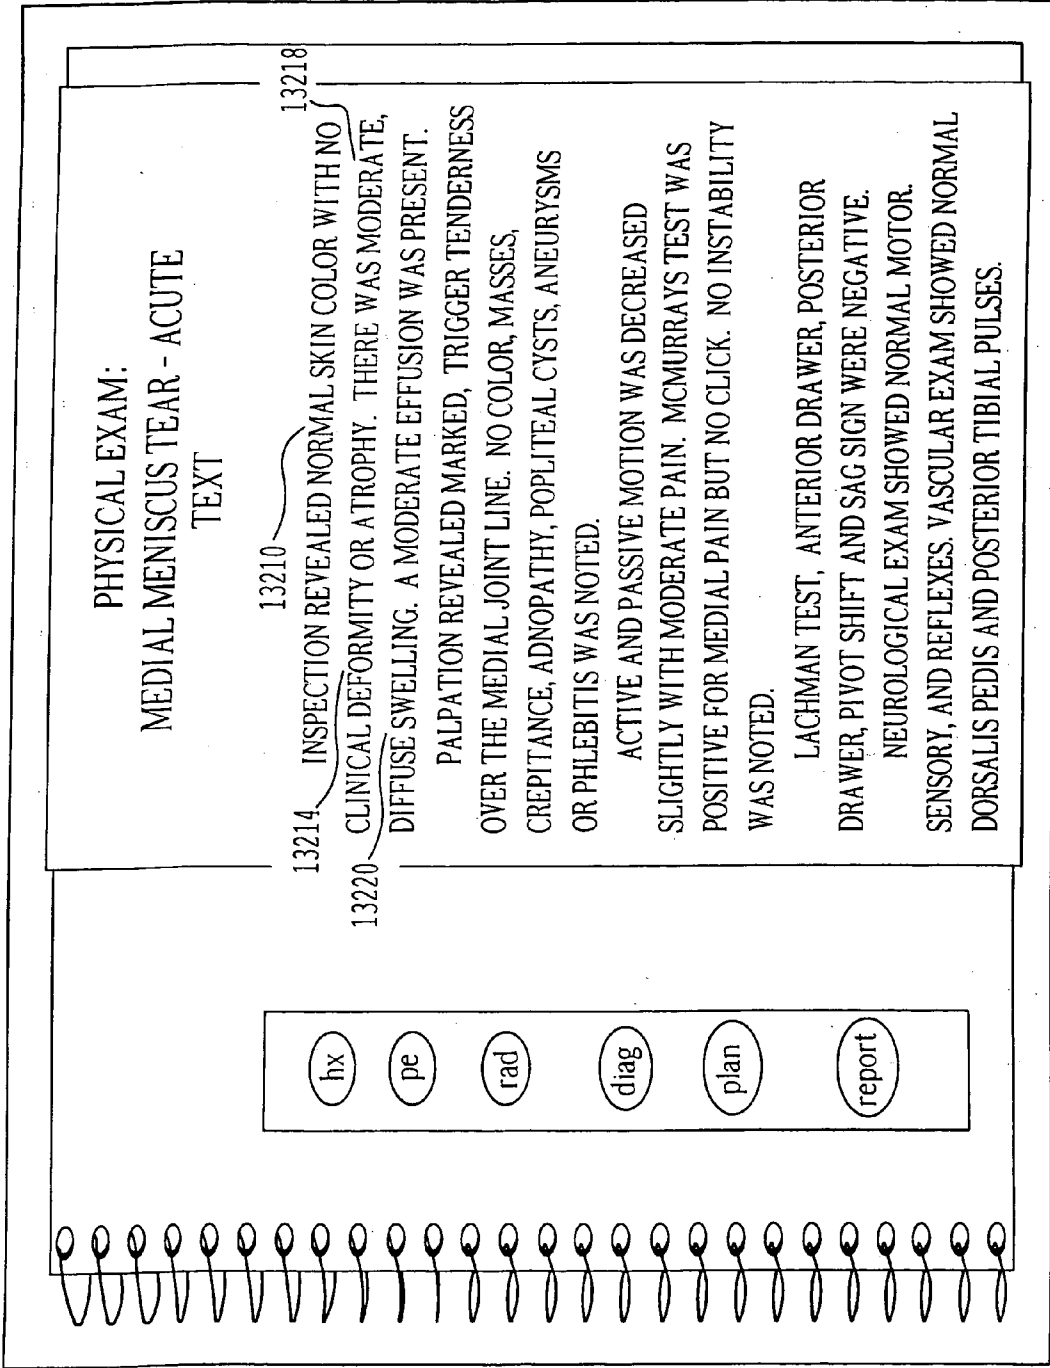 PHYSICAL EXAM:
MEDIAL MENISCUS TEAR - ACUTE
TEXT
13210
13218
13214
13220
INSPECTION REVEALED NORMAL SKIN COLOR WITH NO
CLINICAL DEFORMITY OR ATROPHY. THERE WAS MODERATE,
DIFFUSE SWELLING. A MODERATE EFFUSION WAS PRESENT.
PALPATION REVEALED MARKED, TRIGGER TENDERNESS
OVER THE MEDIAL JOINT LINE. NO COLOR, MASSES,
CREPITANCE, ADNOPATHY, POPLITEAL CYSTS, ANEURYSMS
OR PHLEBITIS WAS NOTED.
ACTIVE AND PASSIVE MOTION WAS DECREASED
SLIGHTLY WITH MODERATE PAIN. MCMURRAYS TEST WAS
POSITIVE FOR MEDIAL PAIN BUT NO CLICK. NO INSTABILITY
WAS NOTED.
LACHMAN TEST, ANTERIOR DRAWER, POSTERIOR
DRAWER, PIVOT SHIFT AND SAG SIGN WERE NEGATIVE.
NEUROLOGICAL EXAM SHOWED NORMAL MOTOR.
SENSORY, AND REFLEXES. VASCULAR EXAM SHOWED NORMAL
DORSALIS PEDIS AND POSTERIOR TIBIAL PULSES.
hx
pe
rad
diag
plan
report